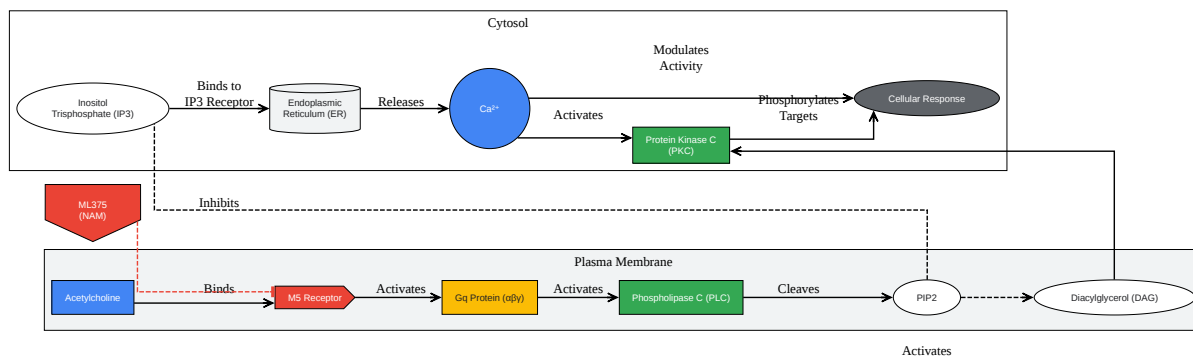 Cytosol
Modulates
Activity
Binds to
IP3 Receptor
Inositol
Trisphosphate (IP3)
Endoplasmic
Reticulum (ER)
Releases
Ca²⁺
Activates
Phosphorylates
Targets
Cellular Response
Protein Kinase C
(PKC)
ML375
(NAM)
Inhibits
Plasma Membrane
Acetylcholine
Binds
M5 Receptor
Activates
Gq Protein (αβγ)
Activates
Phospholipase C (PLC)
Cleaves
PIP2
Diacylglycerol (DAG)
Activates